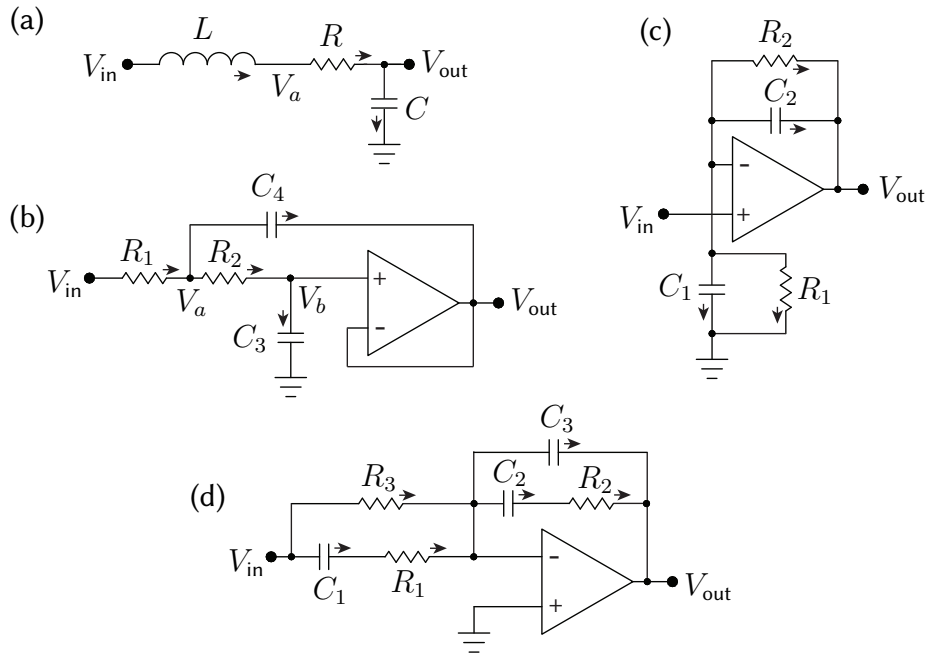 (a)
L
R
V_in
V_a
V_out
C
(b)
C_4
R_1
R_2
V_in
V_a
V_b
+
-
V_out
C_3
(c)
R_2
C_2
-
+
V_in
V_out
C_1
R_1
(d)
C_3
R_3
C_2
R_2
V_in
C_1
R_1
-
+
V_out